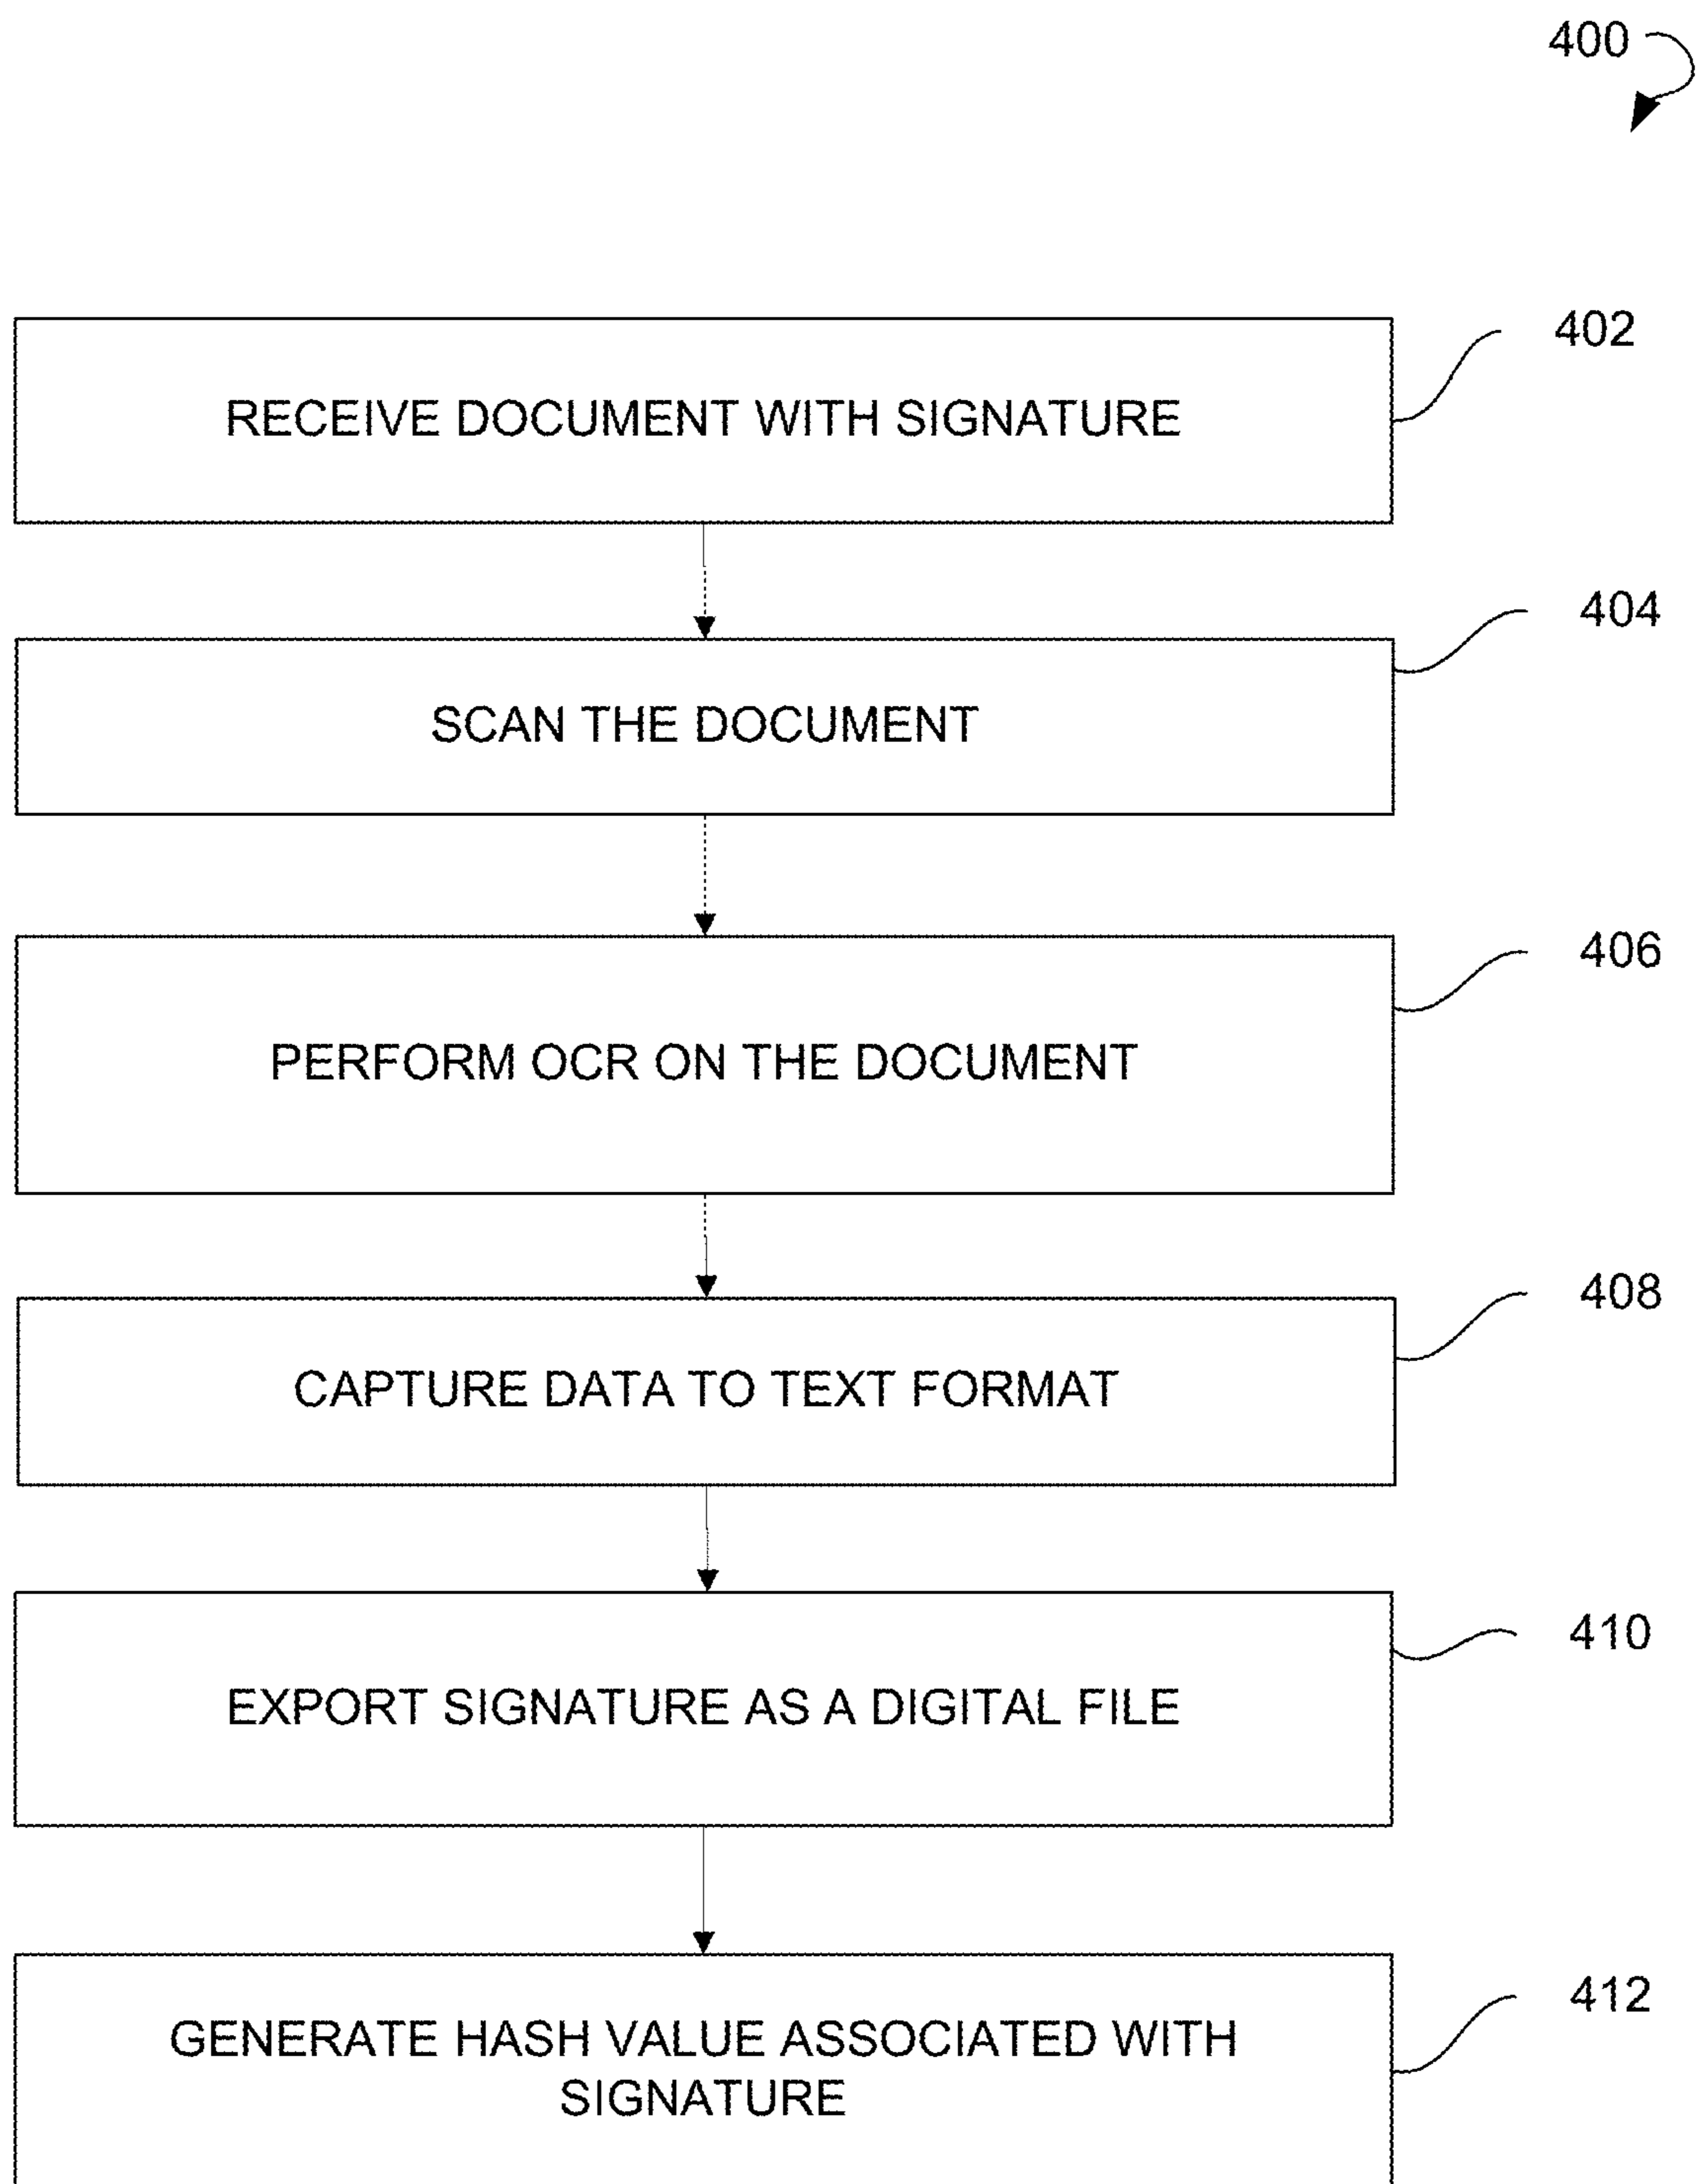 400
402
RECEIVE DOCUMENT WITH SIGNATURE
404
SCAN THE DOCUMENT
406
PERFORM OCR ON THE DOCUMENT
408
CAPTURE DATA TO TEXT FORMAT
410
EXPORT SIGNATURE AS A DIGITAL FILE
412
GENERATE HASH VALUE ASSOCIATED WITH
SIGNATURE